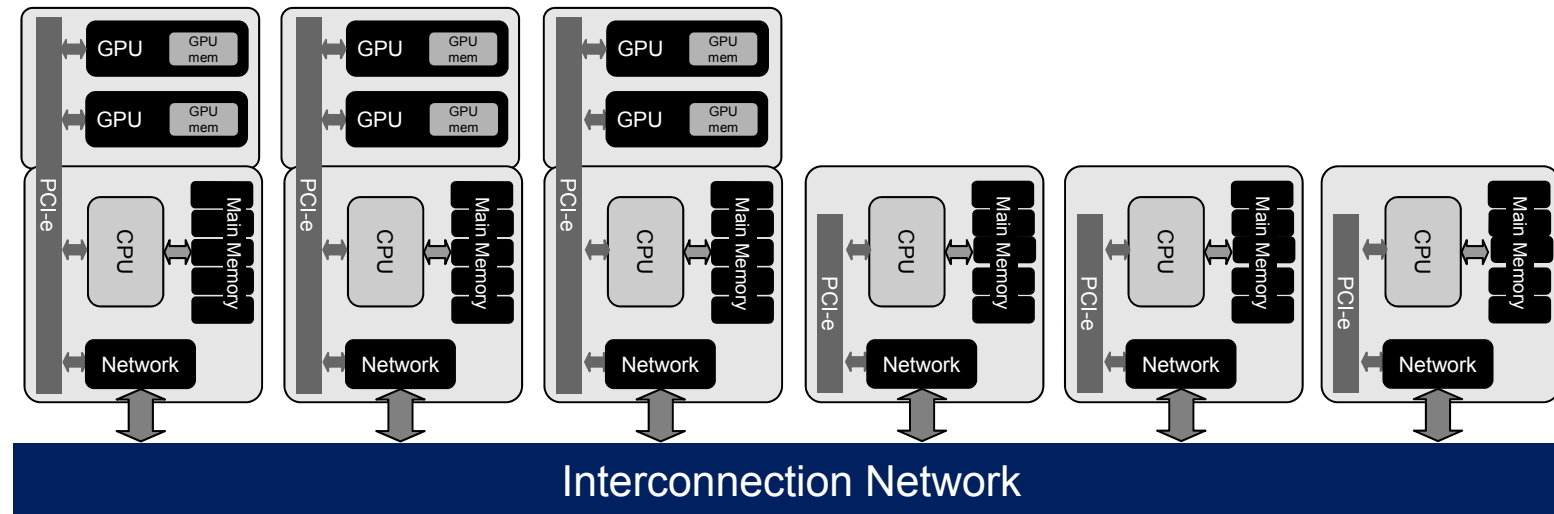 GPU
GPU
mem
GPU
GPU
mem
GPU
GPU
mem
GPU
GPU
mem
GPU
GPU
mem
GPU
GPU
mem
PCI-e
CPU
Main Memory
Network
PCI-e
CPU
Main Memory
Network
PCI-e
CPU
Main Memory
Network
PCI-e
CPU
Main Memory
Network
PCI-e
CPU
Main Memory
Network
PCI-e
CPU
Main Memory
Network
Interconnection Network